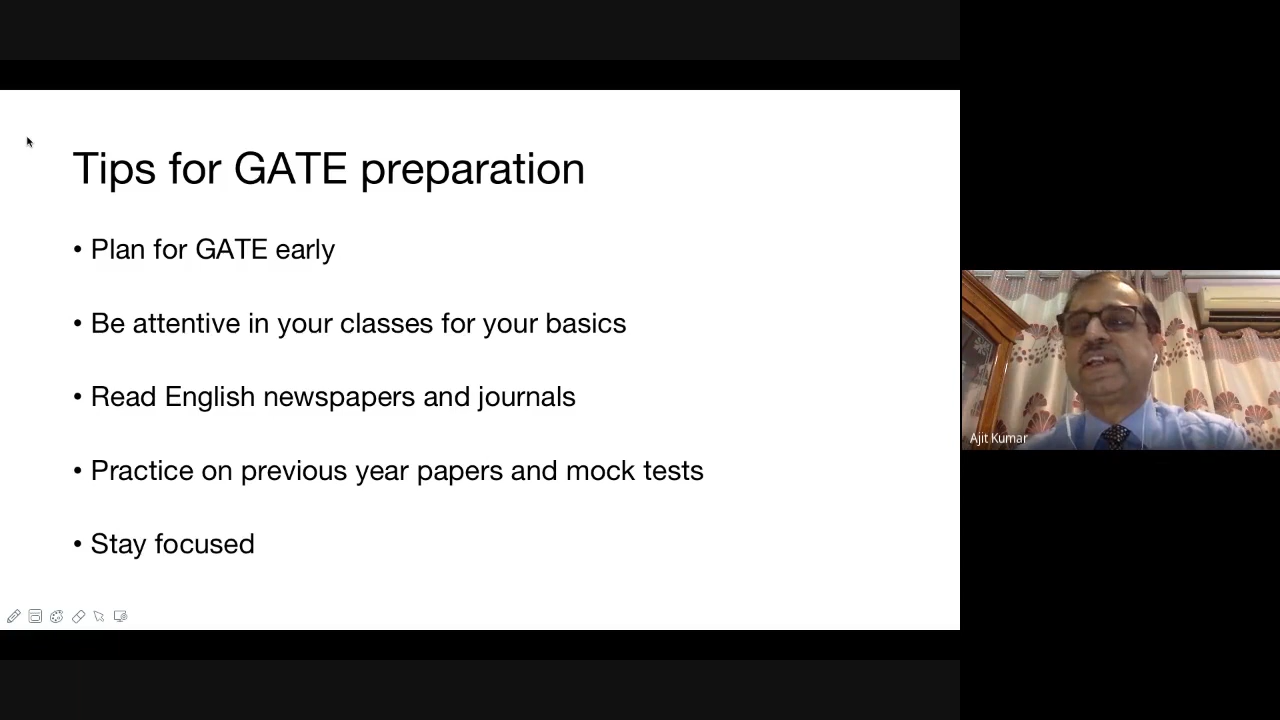 Tips for GATE preparation
• Plan for GATE early
• Be attentive in your classes for your basics
• Read English newspapers and journals
• Practice on previous year papers and mock tests
• Stay focused
Ajit Kumar